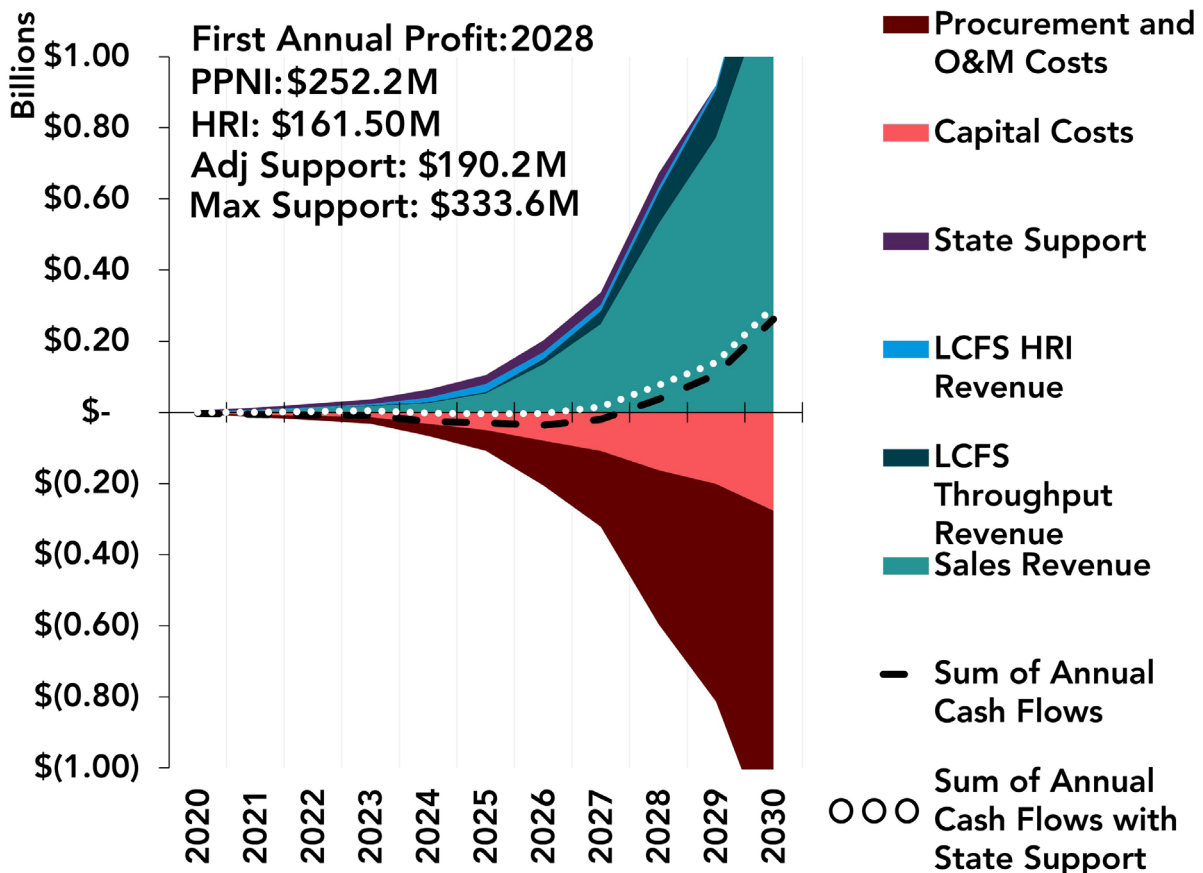 Billions
$1.00
$0.80
$0.60
$0.40
$0.20
$-
$(0.20)
$(0.40)
$(0.60)
$(0.80)
$(1.00)
First Annual Profit:2028
PPNI:$252.2M
HRI: $161.50M
Adj Support: $190.2M
Max Support: $333.6M
2020
2021
2022
2023
2024
2025
2026
2027
2028
2029
2030
Procurement and
O&M Costs
Capital Costs
State Support
LCFS HRI
Revenue
LCFS
Throughput
Revenue
Sales Revenue
Sum of Annual
Cash Flows
Sum of Annual
Cash Flows with
State Support